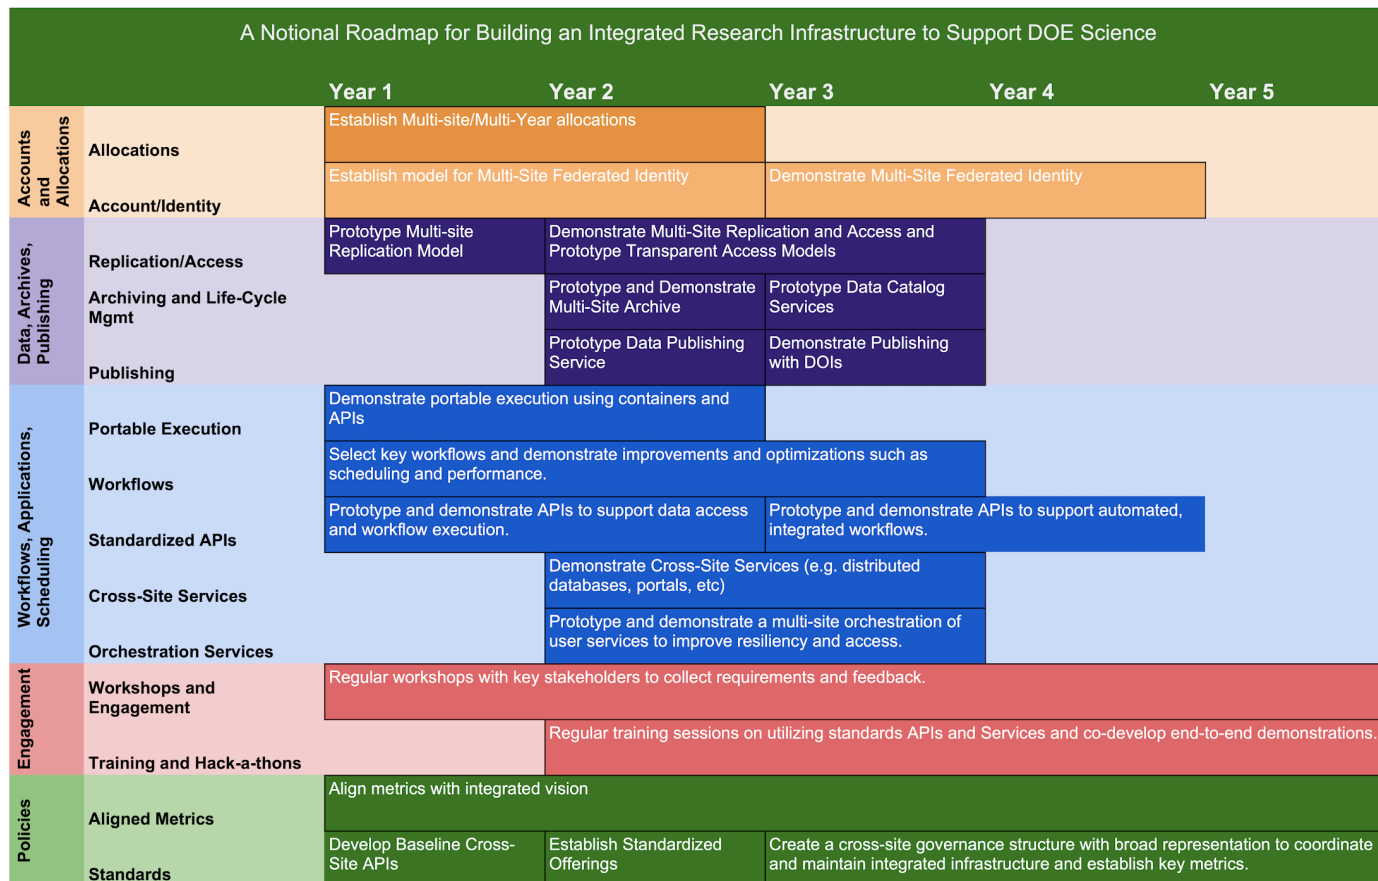 A Notional Roadmap for Building an Integrated Research Infrastructure to Support DOE Science
Year 1
Year 2
Year 3
Year 4
Year 5
Accounts
and
Allocations
Allocations
Establish Multi-site/Multi-Year allocations
Account/Identity
Establish model for Multi-Site Federated Identity
Demonstrate Multi-Site Federated Identity
Data, Archives,
Publishing
Replication/Access
Prototype Multi-site
Replication Model
Demonstrate Multi-Site Replication and Access and
Prototype Transparent Access Models
Archiving and Life-Cycle
Mgmt
Prototype and Demonstrate
Multi-Site Archive
Prototype Data Catalog
Services
Publishing
Prototype Data Publishing
Service
Demonstrate Publishing
with DOIs
Workflows, Applications,
Scheduling
Portable Execution
Demonstrate portable execution using containers and
APIs
Workflows
Select key workflows and demonstrate improvements and optimizations such as
scheduling and performance.
Standardized APIs
Prototype and demonstrate APIs to support data access
and workflow execution.
Prototype and demonstrate APIs to support automated,
integrated workflows.
Cross-Site Services
Demonstrate Cross-Site Services (e.g. distributed
databases, portals, etc)
Orchestration Services
Prototype and demonstrate a multi-site orchestration of
user services to improve resiliency and access.
Engagement
Workshops and
Engagement
Regular workshops with key stakeholders to collect requirements and feedback.
Training and Hack-a-thons
Regular training sessions on utilizing standards APIs and Services and co-develop end-to-end demonstrations.
Policies
Aligned Metrics
Align metrics with integrated vision
Standards
Develop Baseline Cross-
Site APIs
Establish Standardized
Offerings
Create a cross-site governance structure with broad representation to coordinate
and maintain integrated infrastructure and establish key metrics.